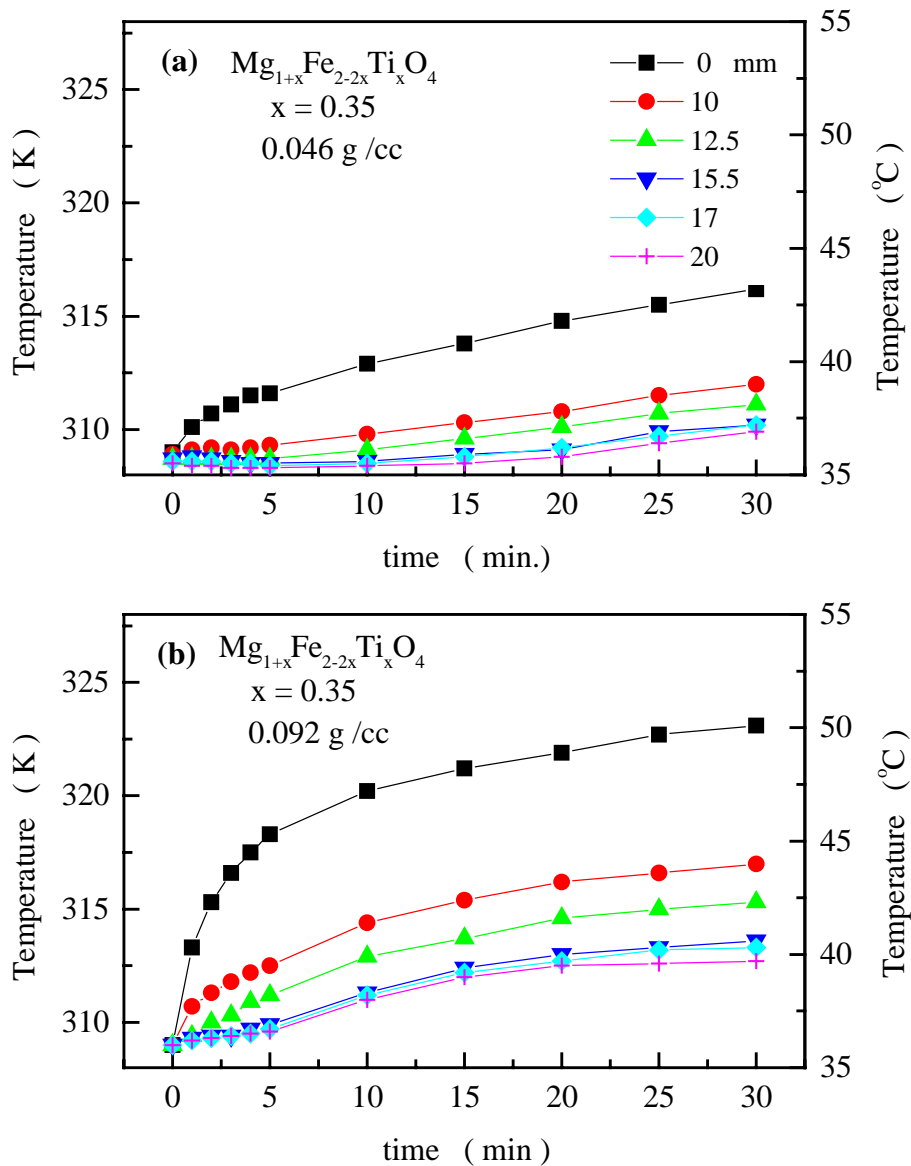 (a) Mg₁₊ₓFe₂₋₂ₓTiₓO₄
x = 0.35
0.046 g /cc
0 mm
10
12.5
15.5
17
20
Temperature ( K )
325
320
315
310
55
50
45
40
35
Temperature ( °C )
0 5 10 15 20 25 30
time ( min.)
(b) Mg₁₊ₓFe₂₋₂ₓTiₓO₄
x = 0.35
0.092 g /cc
Temperature ( K )
325
320
315
310
55
50
45
40
35
Temperature ( °C )
0 5 10 15 20 25 30
time ( min )